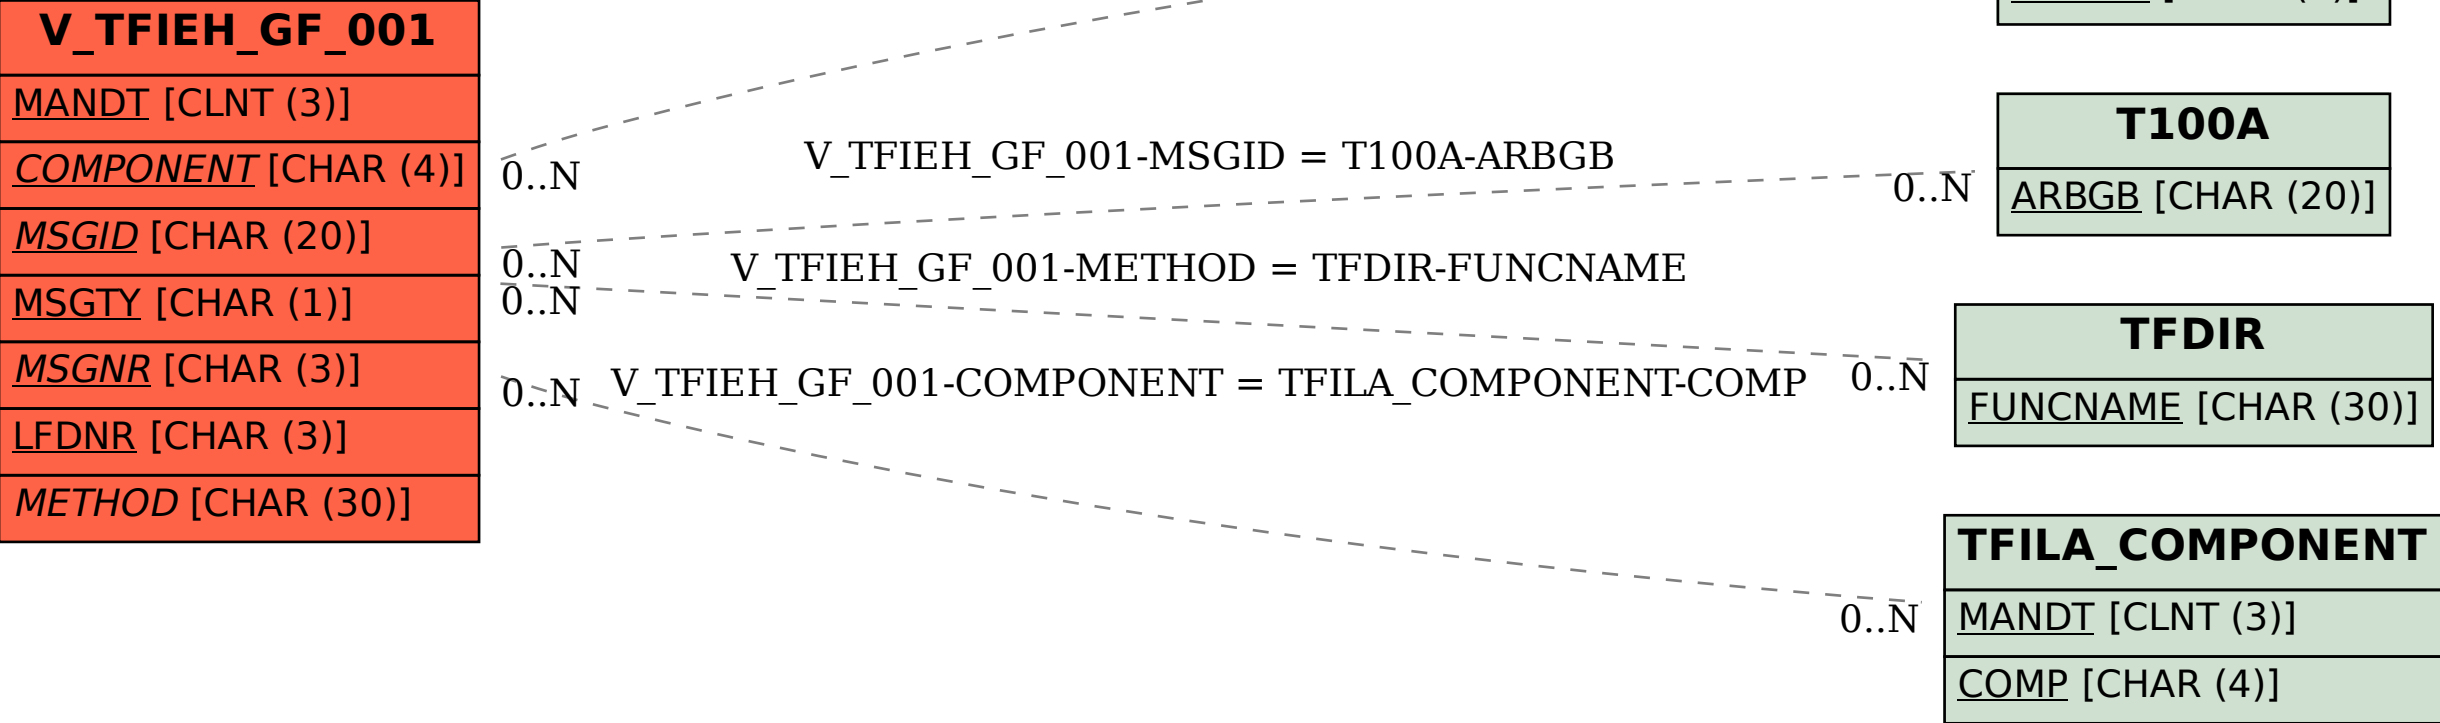 V_TFIEH_GF_001
MANDT [CLNT (3)]
COMPONENT [CHAR (4)]
MSGID [CHAR (20)]
MSGTY [CHAR (1)]
MSGNR [CHAR (3)]
LFDNR [CHAR (3)]
METHOD [CHAR (30)]
0..N
V_TFIEH_GF_001-MSGID = T100A-ARBGB
0..N
0..N
V_TFIEH_GF_001-METHOD = TFDIR-FUNCNAME
0..N
0..N
V_TFIEH_GF_001-COMPONENT = TFILA_COMPONENT-COMP
0..N
0..N
T100A
ARBGB [CHAR (20)]
TFDIR
FUNCNAME [CHAR (30)]
TFILA_COMPONENT
MANDT [CLNT (3)]
COMP [CHAR (4)]